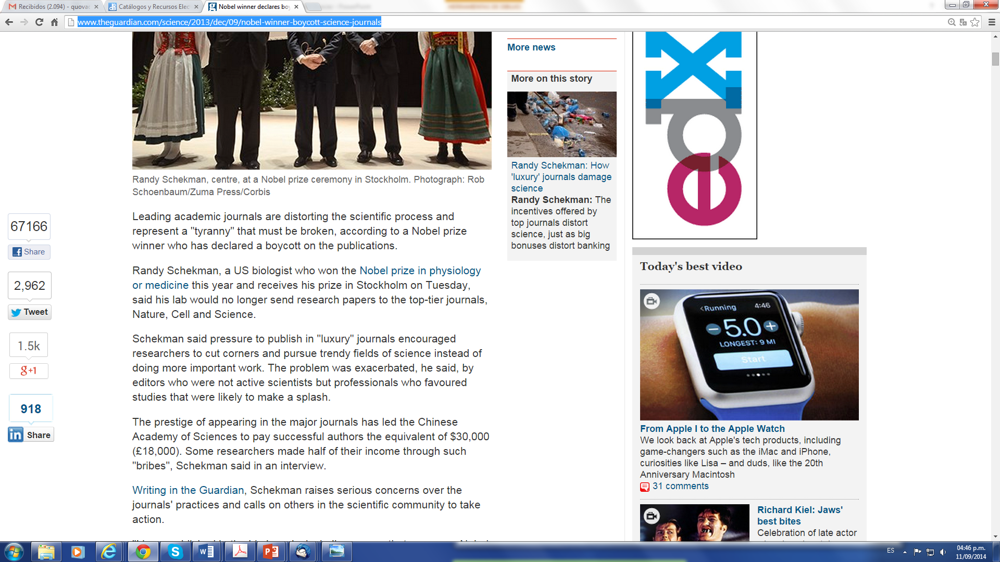 Recibidos (2.094) - quovad
Catálogos y Recursos Elec
Nobel winner declares boy
www.theguardian.com/science/2013/dec/09/nobel-winner-boycott-science-journals
Randy Schekman, centre, at a Nobel prize ceremony in Stockholm. Photograph: Rob
Schoenbaum/Zuma Press/Corbis
Leading academic journals are distorting the scientific process and
represent a "tyranny" that must be broken, according to a Nobel prize
winner who has declared a boycott on the publications.
Randy Schekman, a US biologist who won the Nobel prize in physiology
or medicine this year and receives his prize in Stockholm on Tuesday,
said his lab would no longer send research papers to the top-tier journals,
Nature, Cell and Science.
Schekman said pressure to publish in "luxury" journals encouraged
researchers to cut corners and pursue trendy fields of science instead of
doing more important work. The problem was exacerbated, he said, by
editors who were not active scientists but professionals who favoured
studies that were likely to make a splash.
The prestige of appearing in the major journals has led the Chinese
Academy of Sciences to pay successful authors the equivalent of $30,000
(£18,000). Some researchers made half of their income through such
"bribes", Schekman said in an interview.
Writing in the Guardian, Schekman raises serious concerns over the
journals' practices and calls on others in the scientific community to take
action.
67166
Share
2,962
Tweet
1.5k
g+1
918
in Share
More news
More on this story
Randy Schekman: How
'luxury' journals damage
science
Randy Schekman: The
incentives offered by
top journals distort
science, just as big
bonuses distort banking
edX
Today's best video
<Running 4:46
5.0
LONGEST: 9 MI
Start
From Apple I to the Apple Watch
We look back at Apple's tech products, including
game-changers such as the iMac and iPhone,
curiosities like Lisa – and duds, like the 20th
Anniversary Macintosh
31 comments
Richard Kiel: Jaws'
best bites
Celebration of late actor
ES
04:46 p.m.
11/09/2014